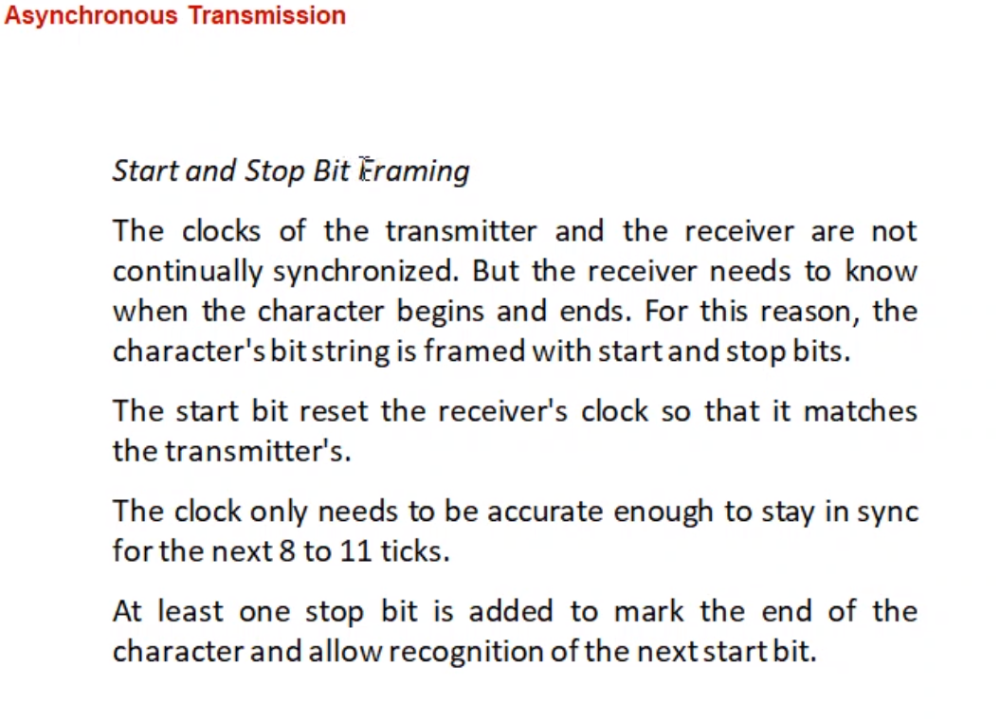 Asynchronous Transmission
Start and Stop Bit Framing
The clocks of the transmitter and the receiver are not
continually synchronized. But the receiver needs to know
when the character begins and ends. For this reason, the
character's bit string is framed with start and stop bits.
The start bit reset the receiver's clock so that it matches
the transmitter's.
The clock only needs to be accurate enough to stay in sync
for the next 8 to 11 ticks.
At least one stop bit is added to mark the end of the
character and allow recognition of the next start bit.